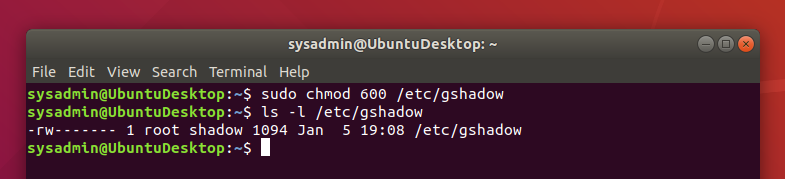 sysadmin@UbuntuDesktop: ~
File Edit View Search Terminal Help
sysadmin@UbuntuDesktop:~$ sudo chmod 600 /etc/gshadow
sysadmin@UbuntuDesktop:~$ ls -l /etc/gshadow
-rw------- 1 root shadow 1094 Jan  5 19:08 /etc/gshadow
sysadmin@UbuntuDesktop:~$